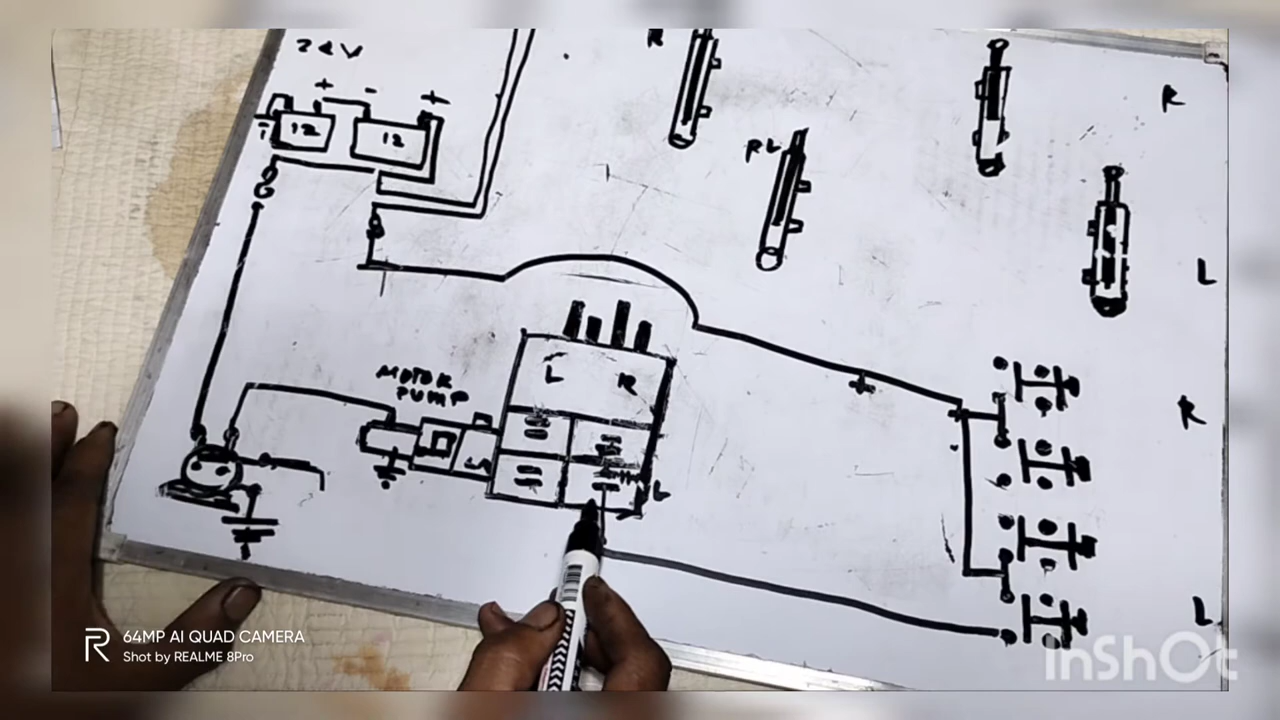 24V
+ - +
12
12
R
R
RL
L
MOTOR
PUMP
L
R
+
R
L
L
64MP AI QUAD CAMERA
Shot by REALME 8Pro
InShOt